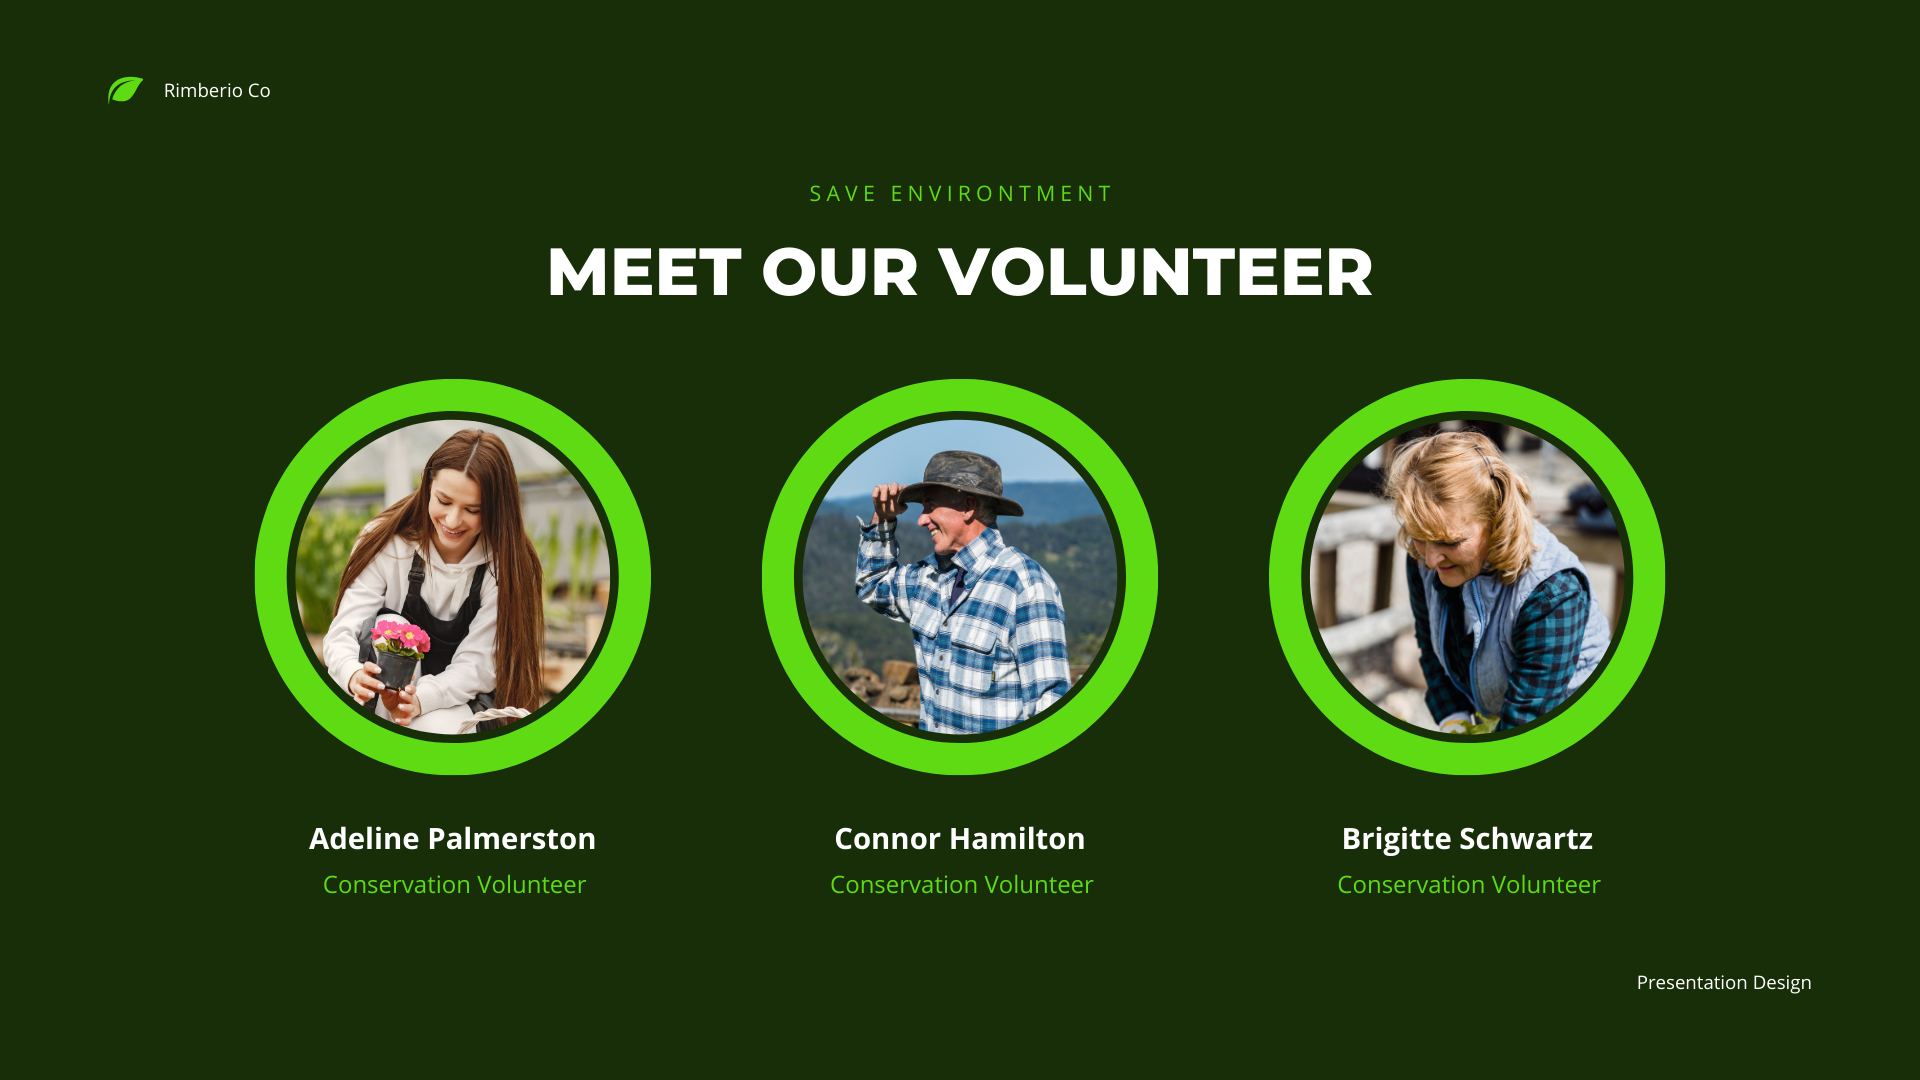 Rimberio Co
SAVE ENVIRONTMENT
MEET OUR VOLUNTEER
Adeline Palmerston
Conservation Volunteer
Connor Hamilton
Conservation Volunteer
Brigitte Schwartz
Conservation Volunteer
Presentation Design